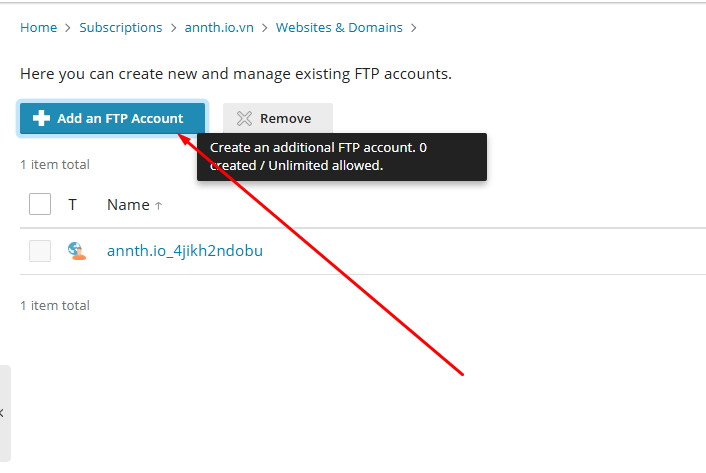 Home > Subscriptions > annth.io.vn > Websites & Domains >
Here you can create new and manage existing FTP accounts.
Add an FTP Account Remove
Create an additional FTP account. 0
created / Unlimited allowed.
1 item total
T Name ↑
annth.io_4jikh2ndobu
1 item total